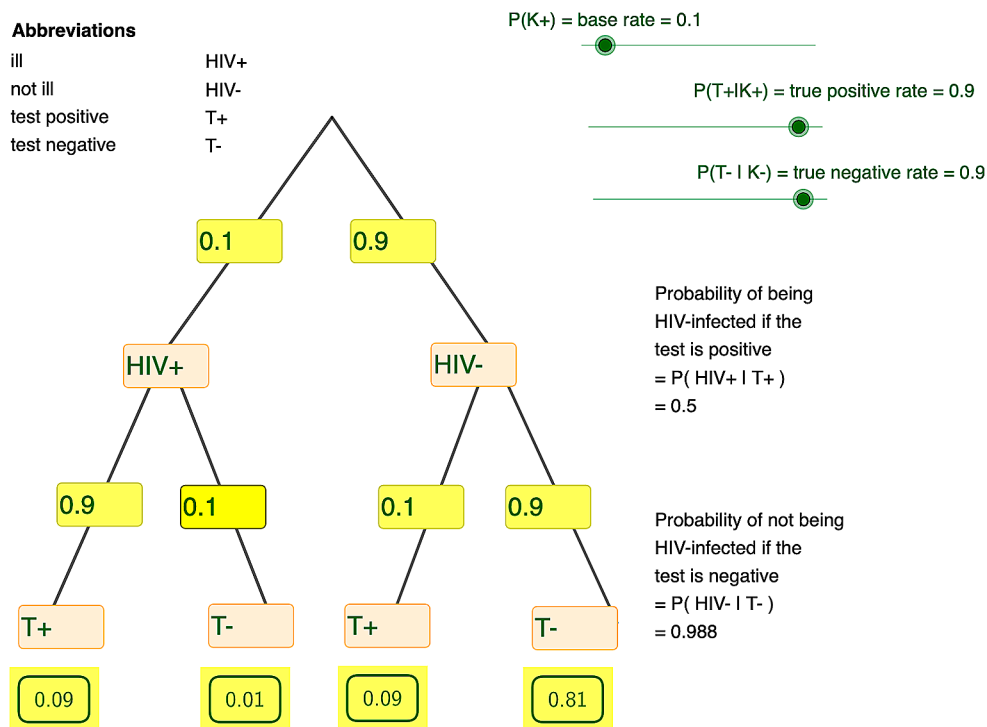 Abbreviations
ill HIV+
not ill HIV-
test positive T+
test negative T-
P(K+) = base rate = 0.1
P(T+IK+) = true positive rate = 0.9
P(T- I K-) = true negative rate = 0.9
0.1 0.9
HIV+ HIV-
0.9 0.1 0.1 0.9
T+ T- T+ T-
0.09 0.01 0.09 0.81
Probability of being
HIV-infected if the
test is positive
= P( HIV+ I T+ )
= 0.5
Probability of not being
HIV-infected if the
test is negative
= P( HIV- I T- )
= 0.988